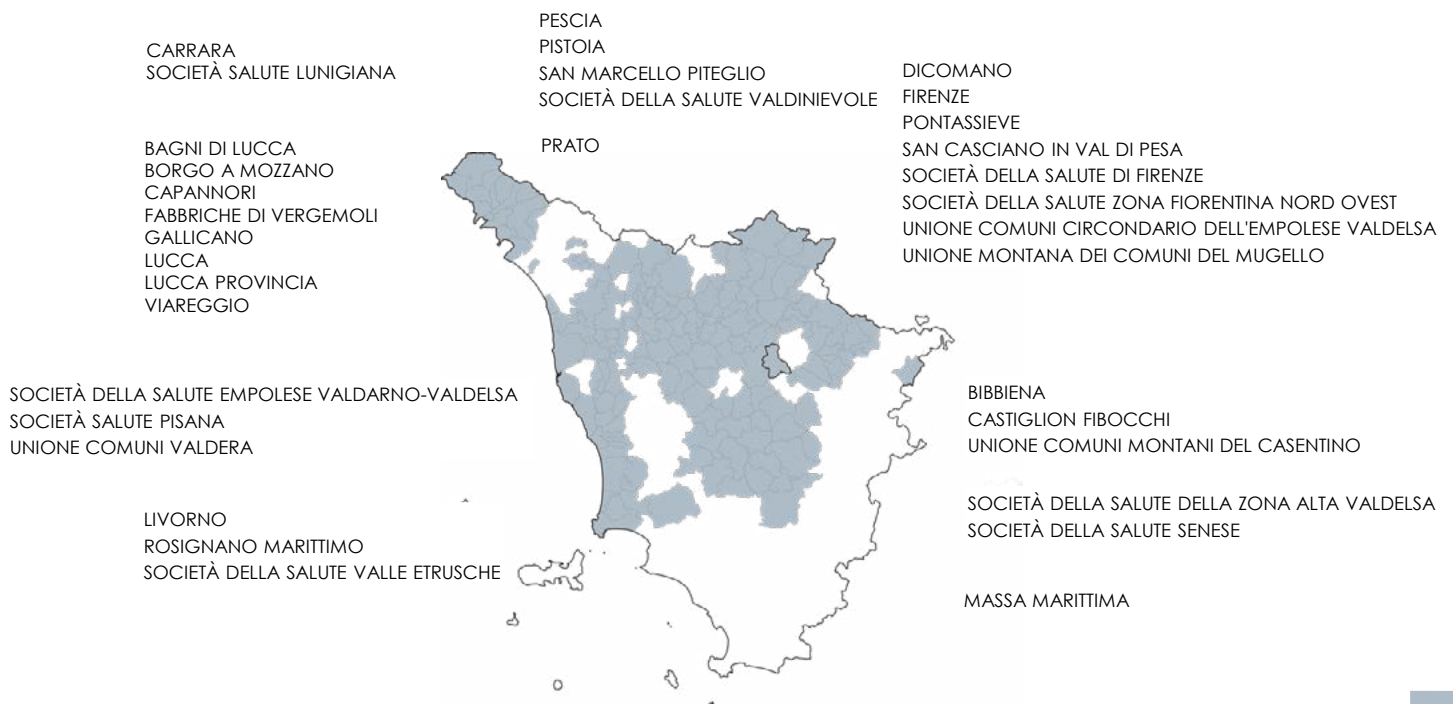 CARRARA
SOCIETÀ SALUTE LUNIGIANA
PESCIA
PISTOIA
SAN MARCELLO PITEGLIO
SOCIETÀ DELLA SALUTE VALDINIEVOLE
PRATO
DICOMANO
FIRENZE
PONTASSIEVE
SAN CASCIANO IN VAL DI PESA
SOCIETÀ DELLA SALUTE DI FIRENZE
SOCIETÀ DELLA SALUTE ZONA FIORENTINA NORD OVEST
UNIONE COMUNI CIRCONDARIO DELL'EMPOLESE VALDELSA
UNIONE MONTANA DEI COMUNI DEL MUGELLO
BAGNI DI LUCCA
BORGO A MOZZANO
CAPANNORI
FABBRICHE DI VERGEMOLI
GALLICANO
LUCCA
LUCCA PROVINCIA
VIAREGGIO
SOCIETÀ DELLA SALUTE EMPOLESE VALDARNO-VALDELSA
SOCIETÀ SALUTE PISANA
UNIONE COMUNI VALDERA
BIBBIENA
CASTIGLION FIBOCCHI
UNIONE COMUNI MONTANI DEL CASENTINO
LIVORNO
ROSIGNANO MARITTIMO
SOCIETÀ DELLA SALUTE VALLE ETRUSCHE
SOCIETÀ DELLA SALUTE DELLA ZONA ALTA VALDELSA
SOCIETÀ DELLA SALUTE SENESE
MASSA MARITTIMA